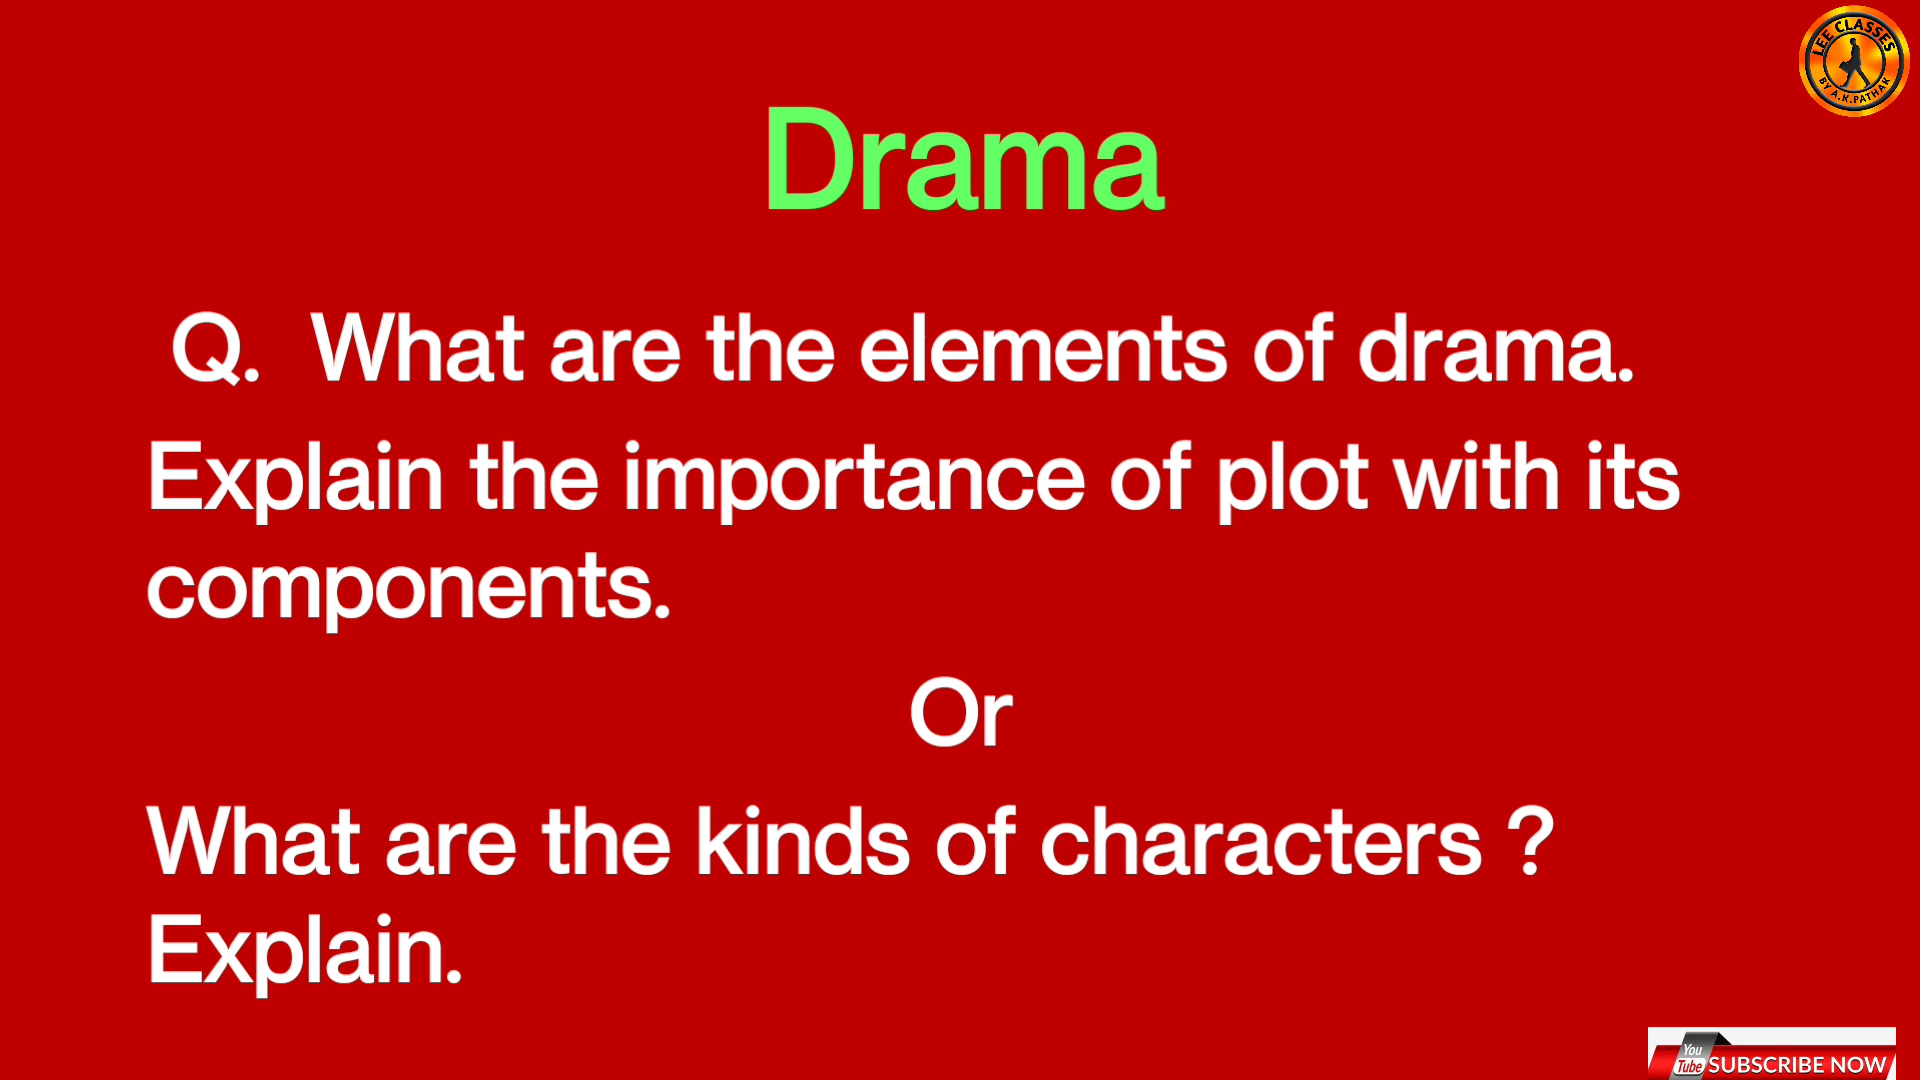 LEE CLASSES
BY A.K.PATHAK
Drama
Q. What are the elements of drama.
Explain the importance of plot with its
components.
Or
What are the kinds of characters ?
Explain.
You
Tube
SUBSCRIBE NOW